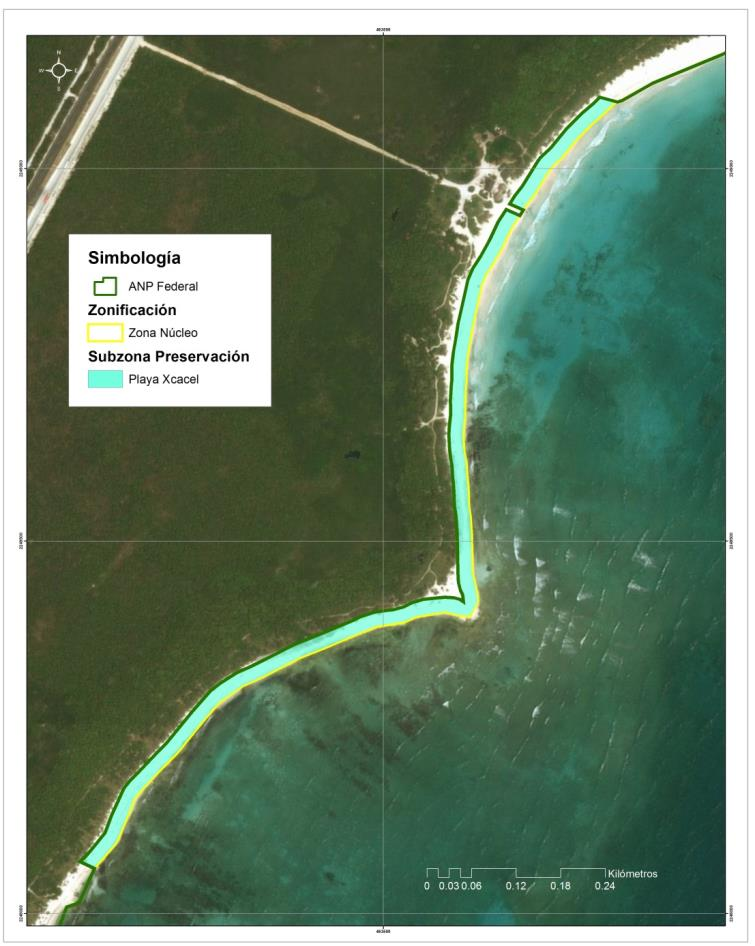 N
W
E
S
Simbología
ANP Federal
Zonificación
Zona Núcleo
Subzona Preservación
Playa Xcacel
Kilómetros
0 0.03 0.06 0.12 0.18 0.24